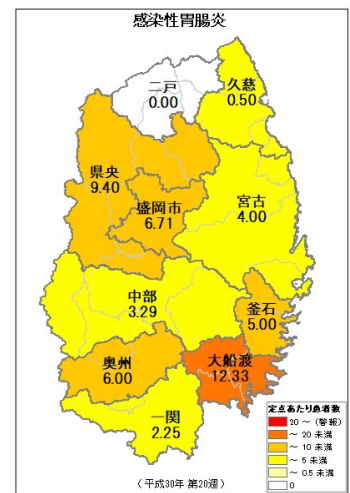 感染性胃腸炎
二戸
0.00
久慈
0.50
県央
9.40
盛岡市
6.71
宮古
4.00
中部
3.29
釜石
5.00
奥州
6.00
大船渡
12.33
一関
2.25
定点あたり患者数
20 ～ (警報)
～ 20 未満
～ 10 未満
～ 5 未満
～ 0.5 未満
0
(平成30年 第20週)